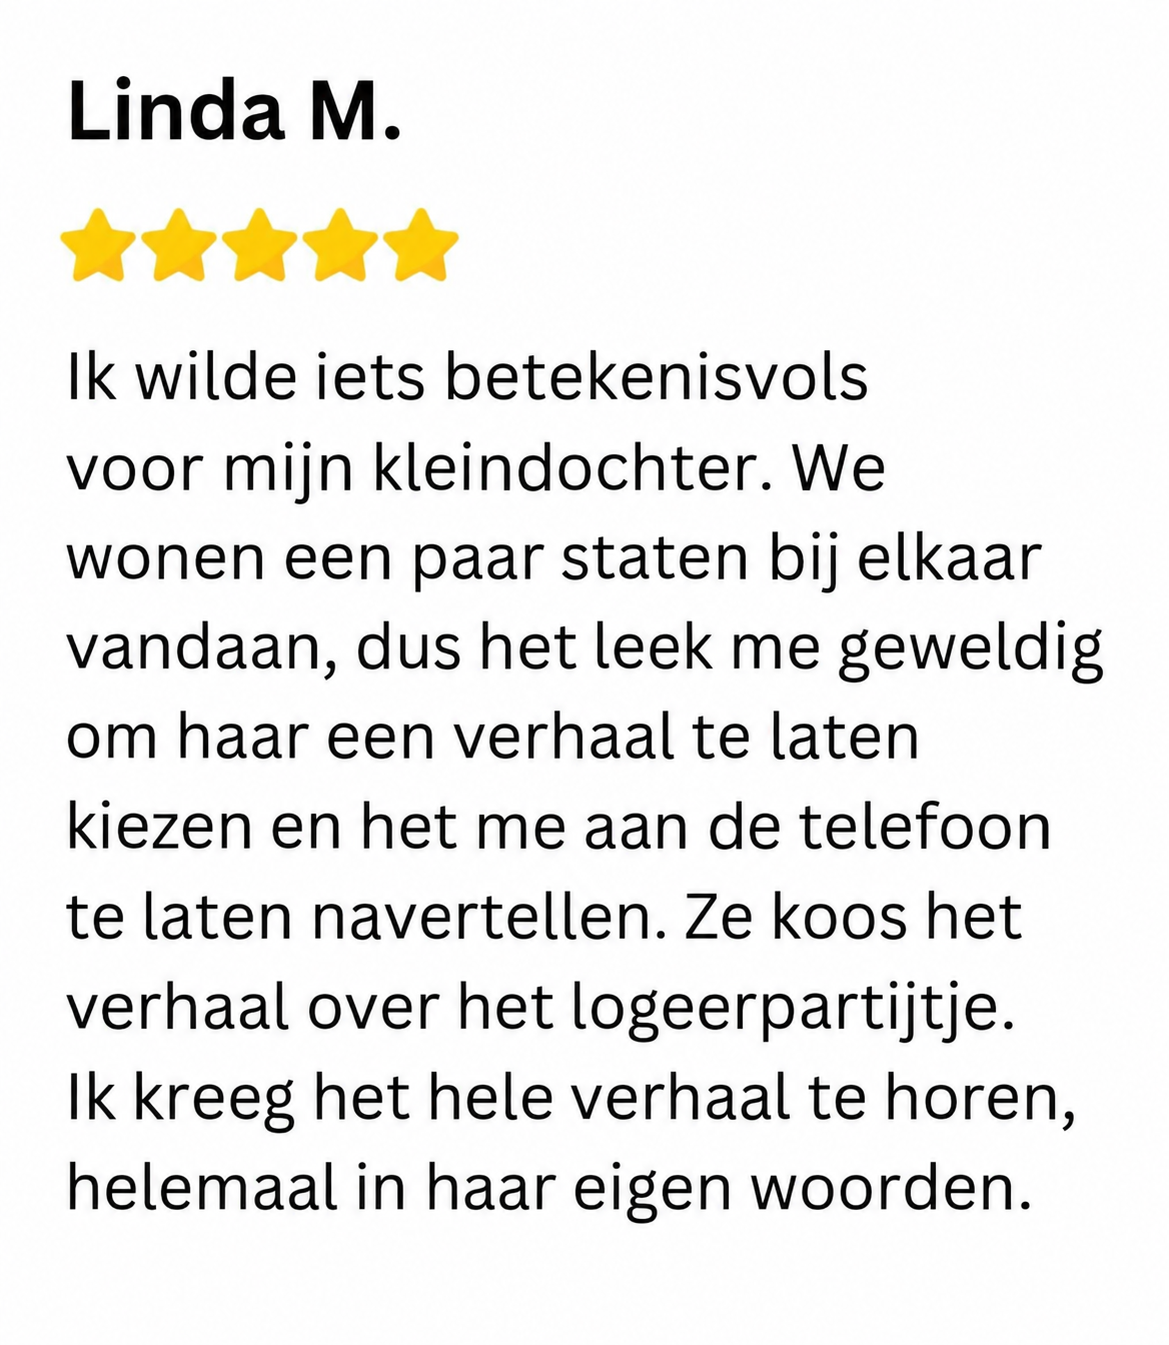 Linda M.
Ik wilde iets betekenisvols
voor mijn kleindochter. We
wonen een paar staten bij elkaar
vandaan, dus het leek me geweldig
om haar een verhaal te laten
kiezen en het me aan de telefoon
te laten navertellen. Ze koos het
verhaal over het logeerpartijtje.
Ik kreeg het hele verhaal te horen,
helemaal in haar eigen woorden.